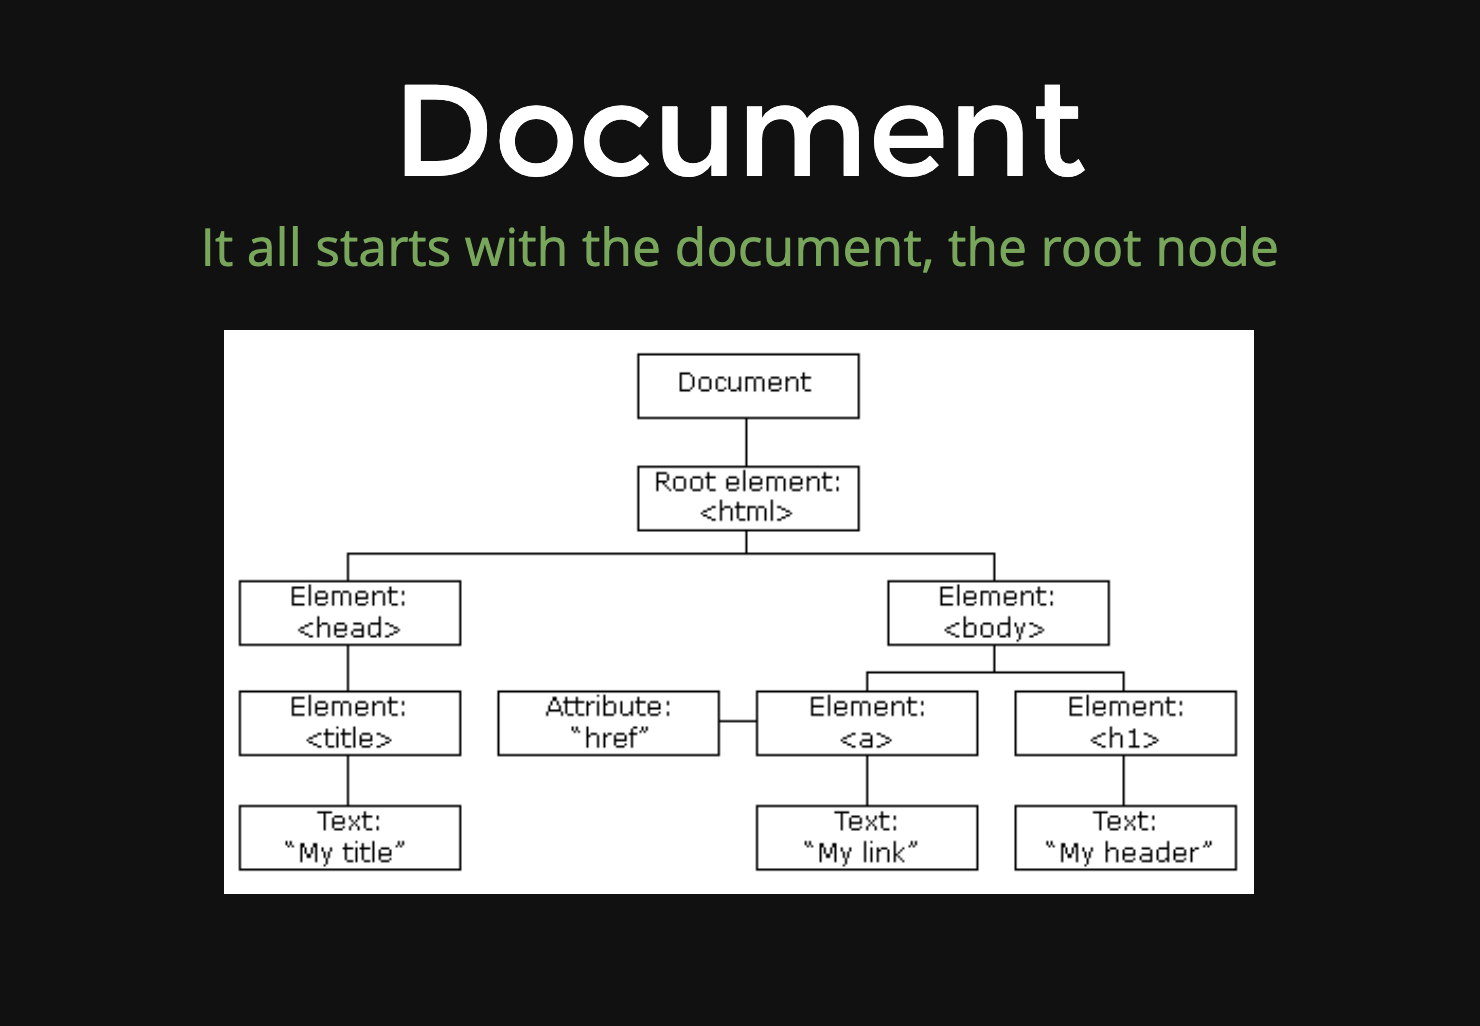 Document
It all starts with the document, the root node
Document
Root element:
<html>
Element:
<head>
Element:
<body>
Element:
<title>
Attribute:
“href”
Element:
<a>
Element:
<h1>
Text:
“My title”
Text:
“My link”
Text:
“My header”